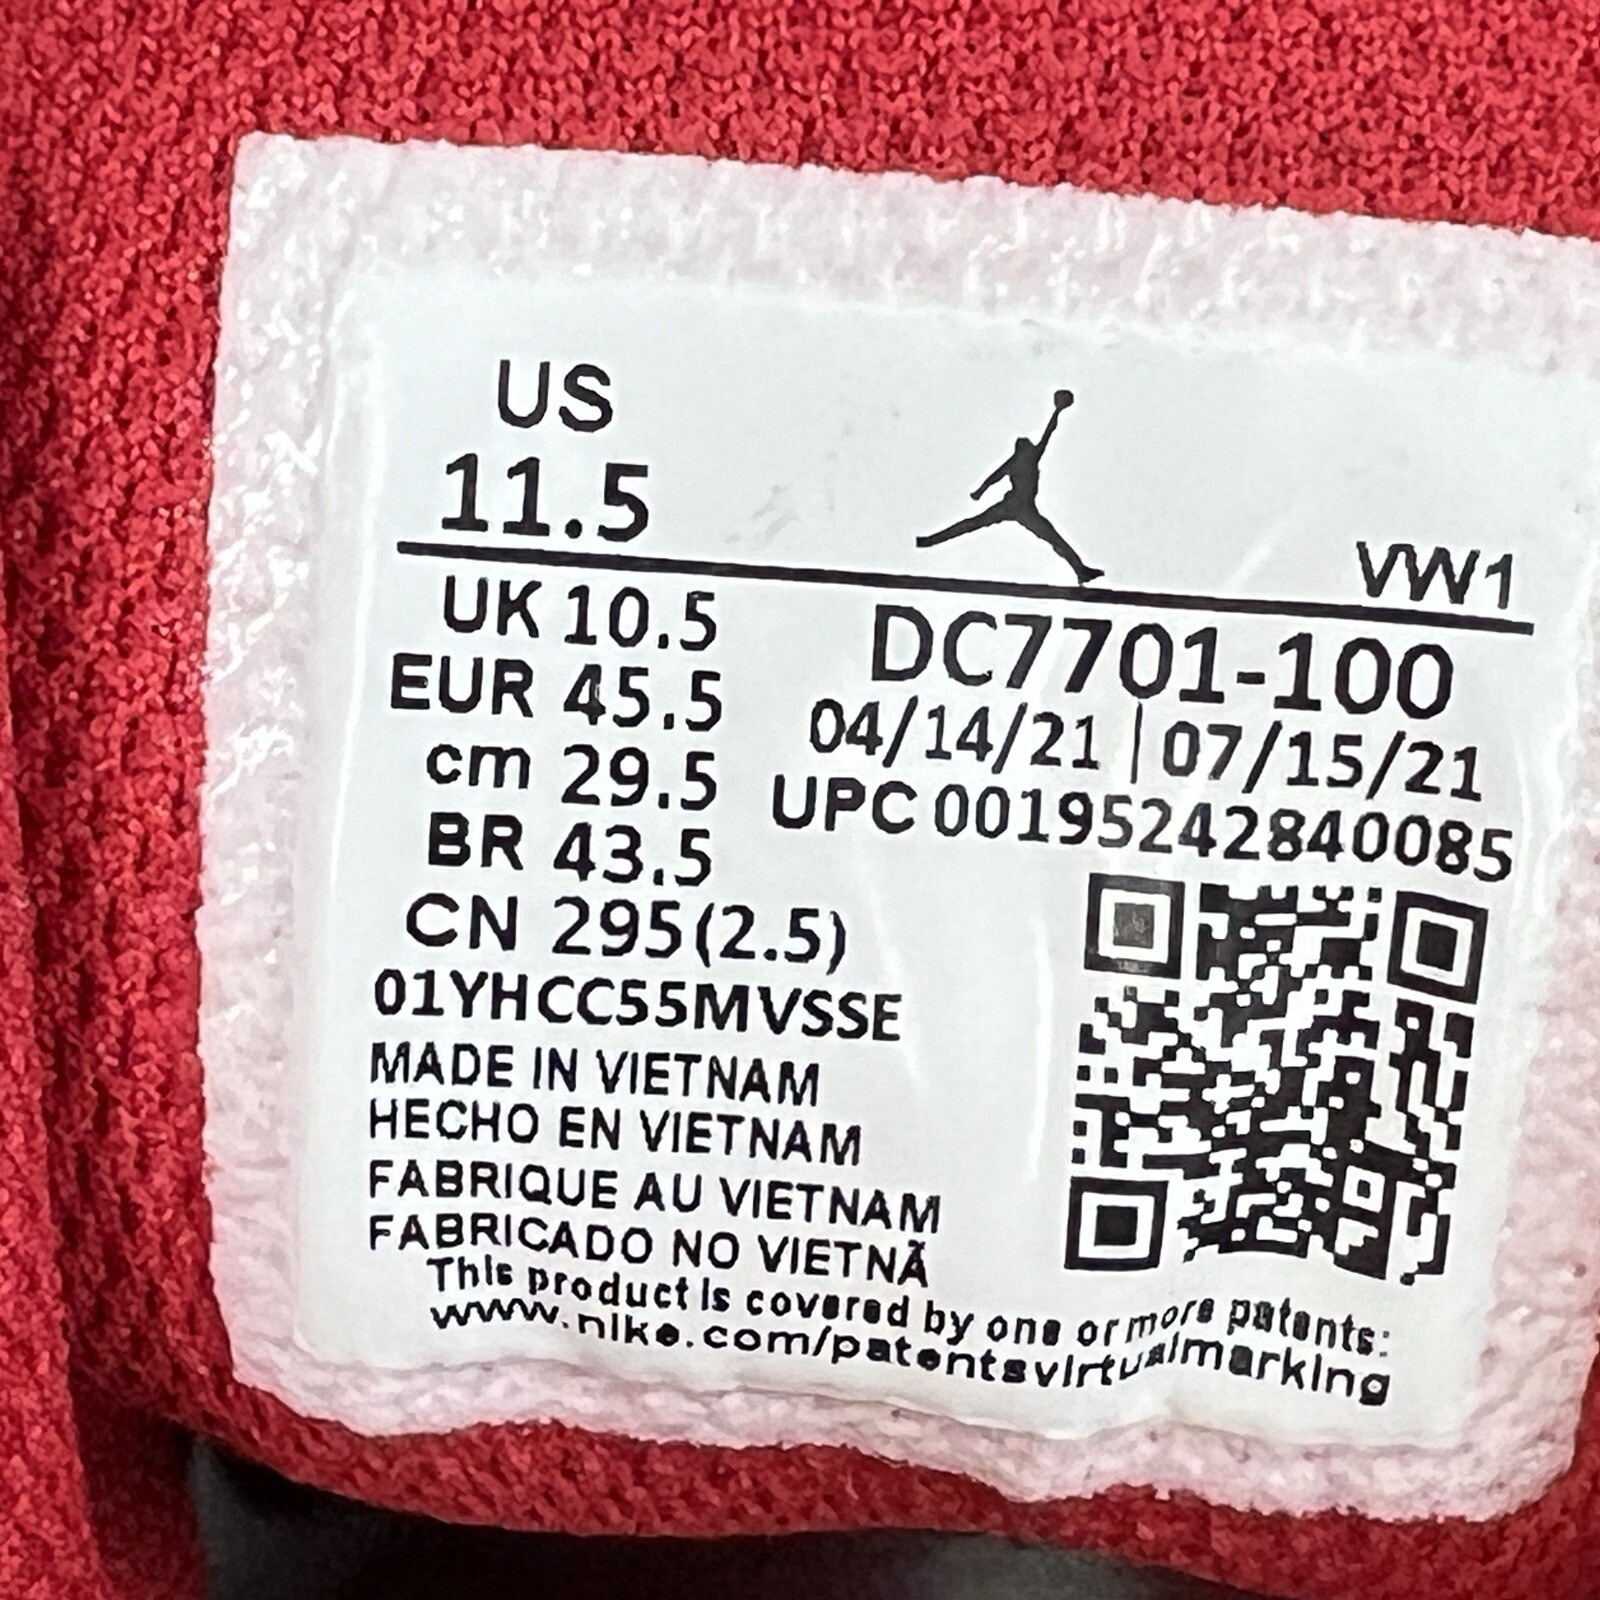 US
11.5
VW1
UK 10.5
EUR 45.5
cm 29.5
BR 43.5
CN 295(2.5)
DC7701-100
04/14/21 | 07/15/21
UPC 00195242840085
01YHCC55MVSSE
MADE IN VIETNAM
HECHO EN VIETNAM
FABRIQUE AU VIETNAM
FABRICADO NO VIETNÃ
This product is covered by one or more patents:
www.nike.com/patentsvirtualmarking